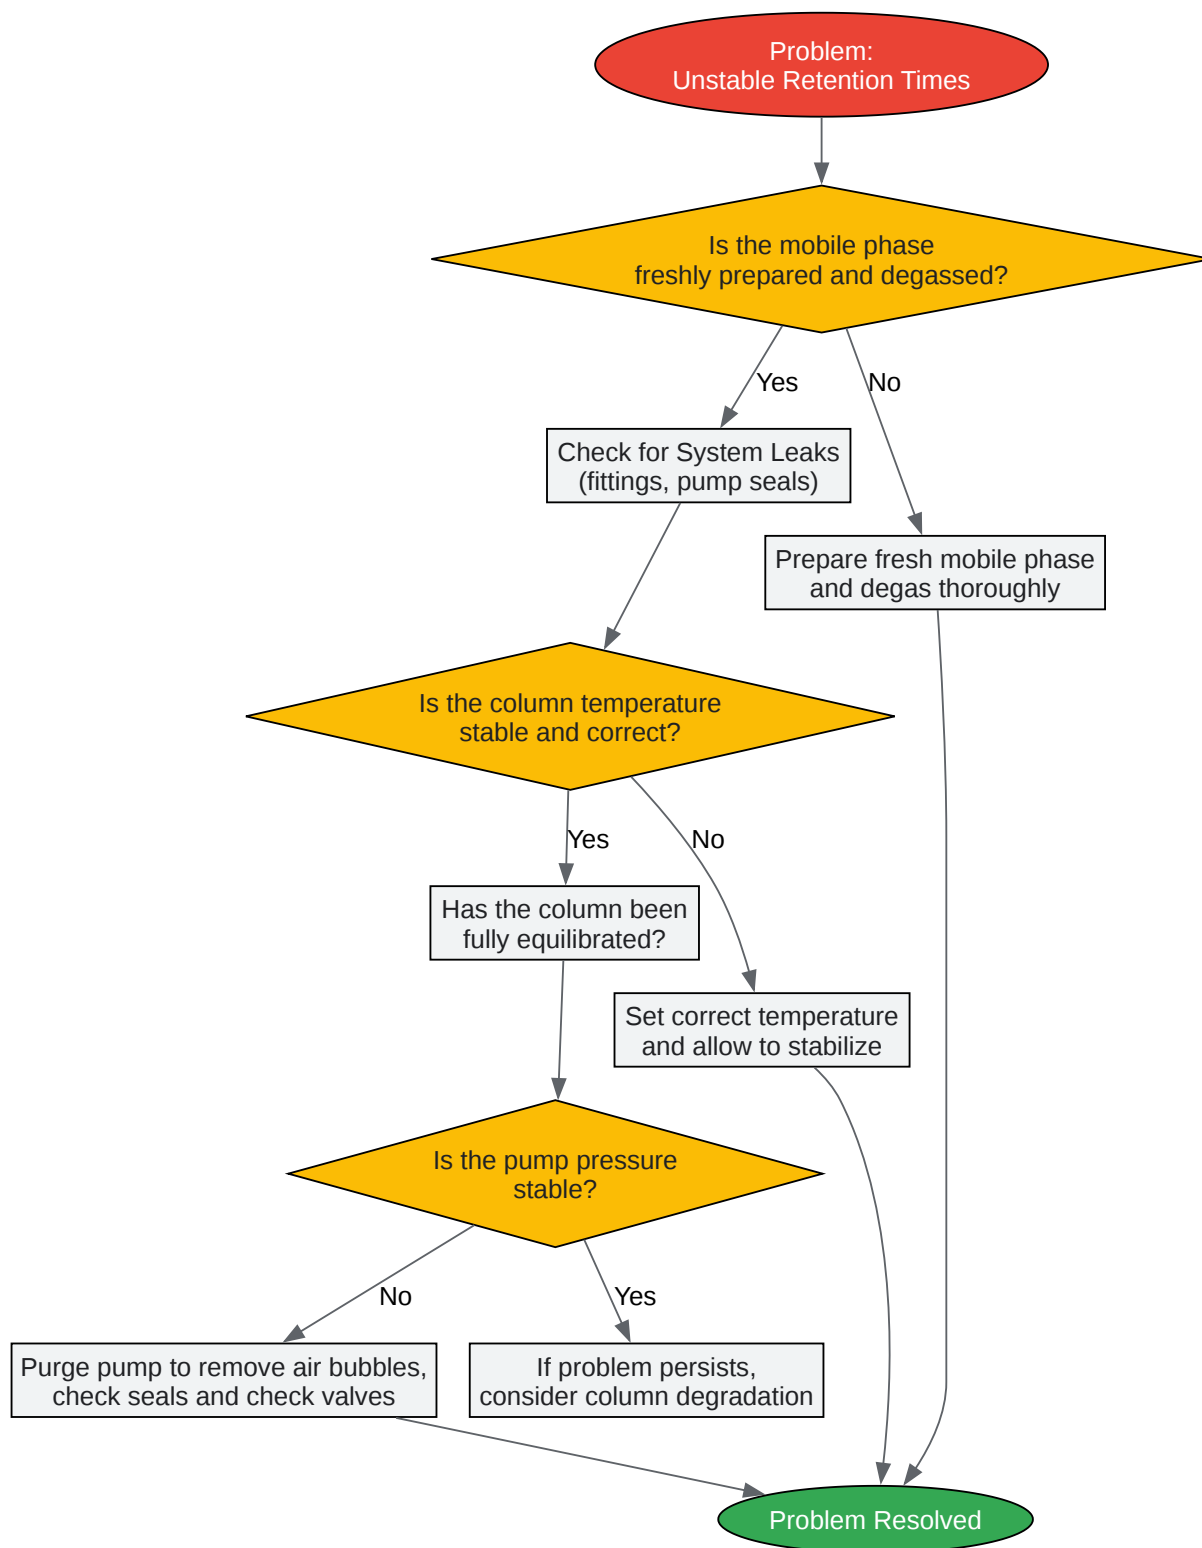 Problem:
Unstable Retention Times
Is the mobile phase
freshly prepared and degassed?
Yes
No
Check for System Leaks
(fittings, pump seals)
Prepare fresh mobile phase
and degas thoroughly
Is the column temperature
stable and correct?
Yes
No
Has the column been
fully equilibrated?
Set correct temperature
and allow to stabilize
Is the pump pressure
stable?
No
Yes
Purge pump to remove air bubbles,
check seals and check valves
If problem persists,
consider column degradation
Problem Resolved